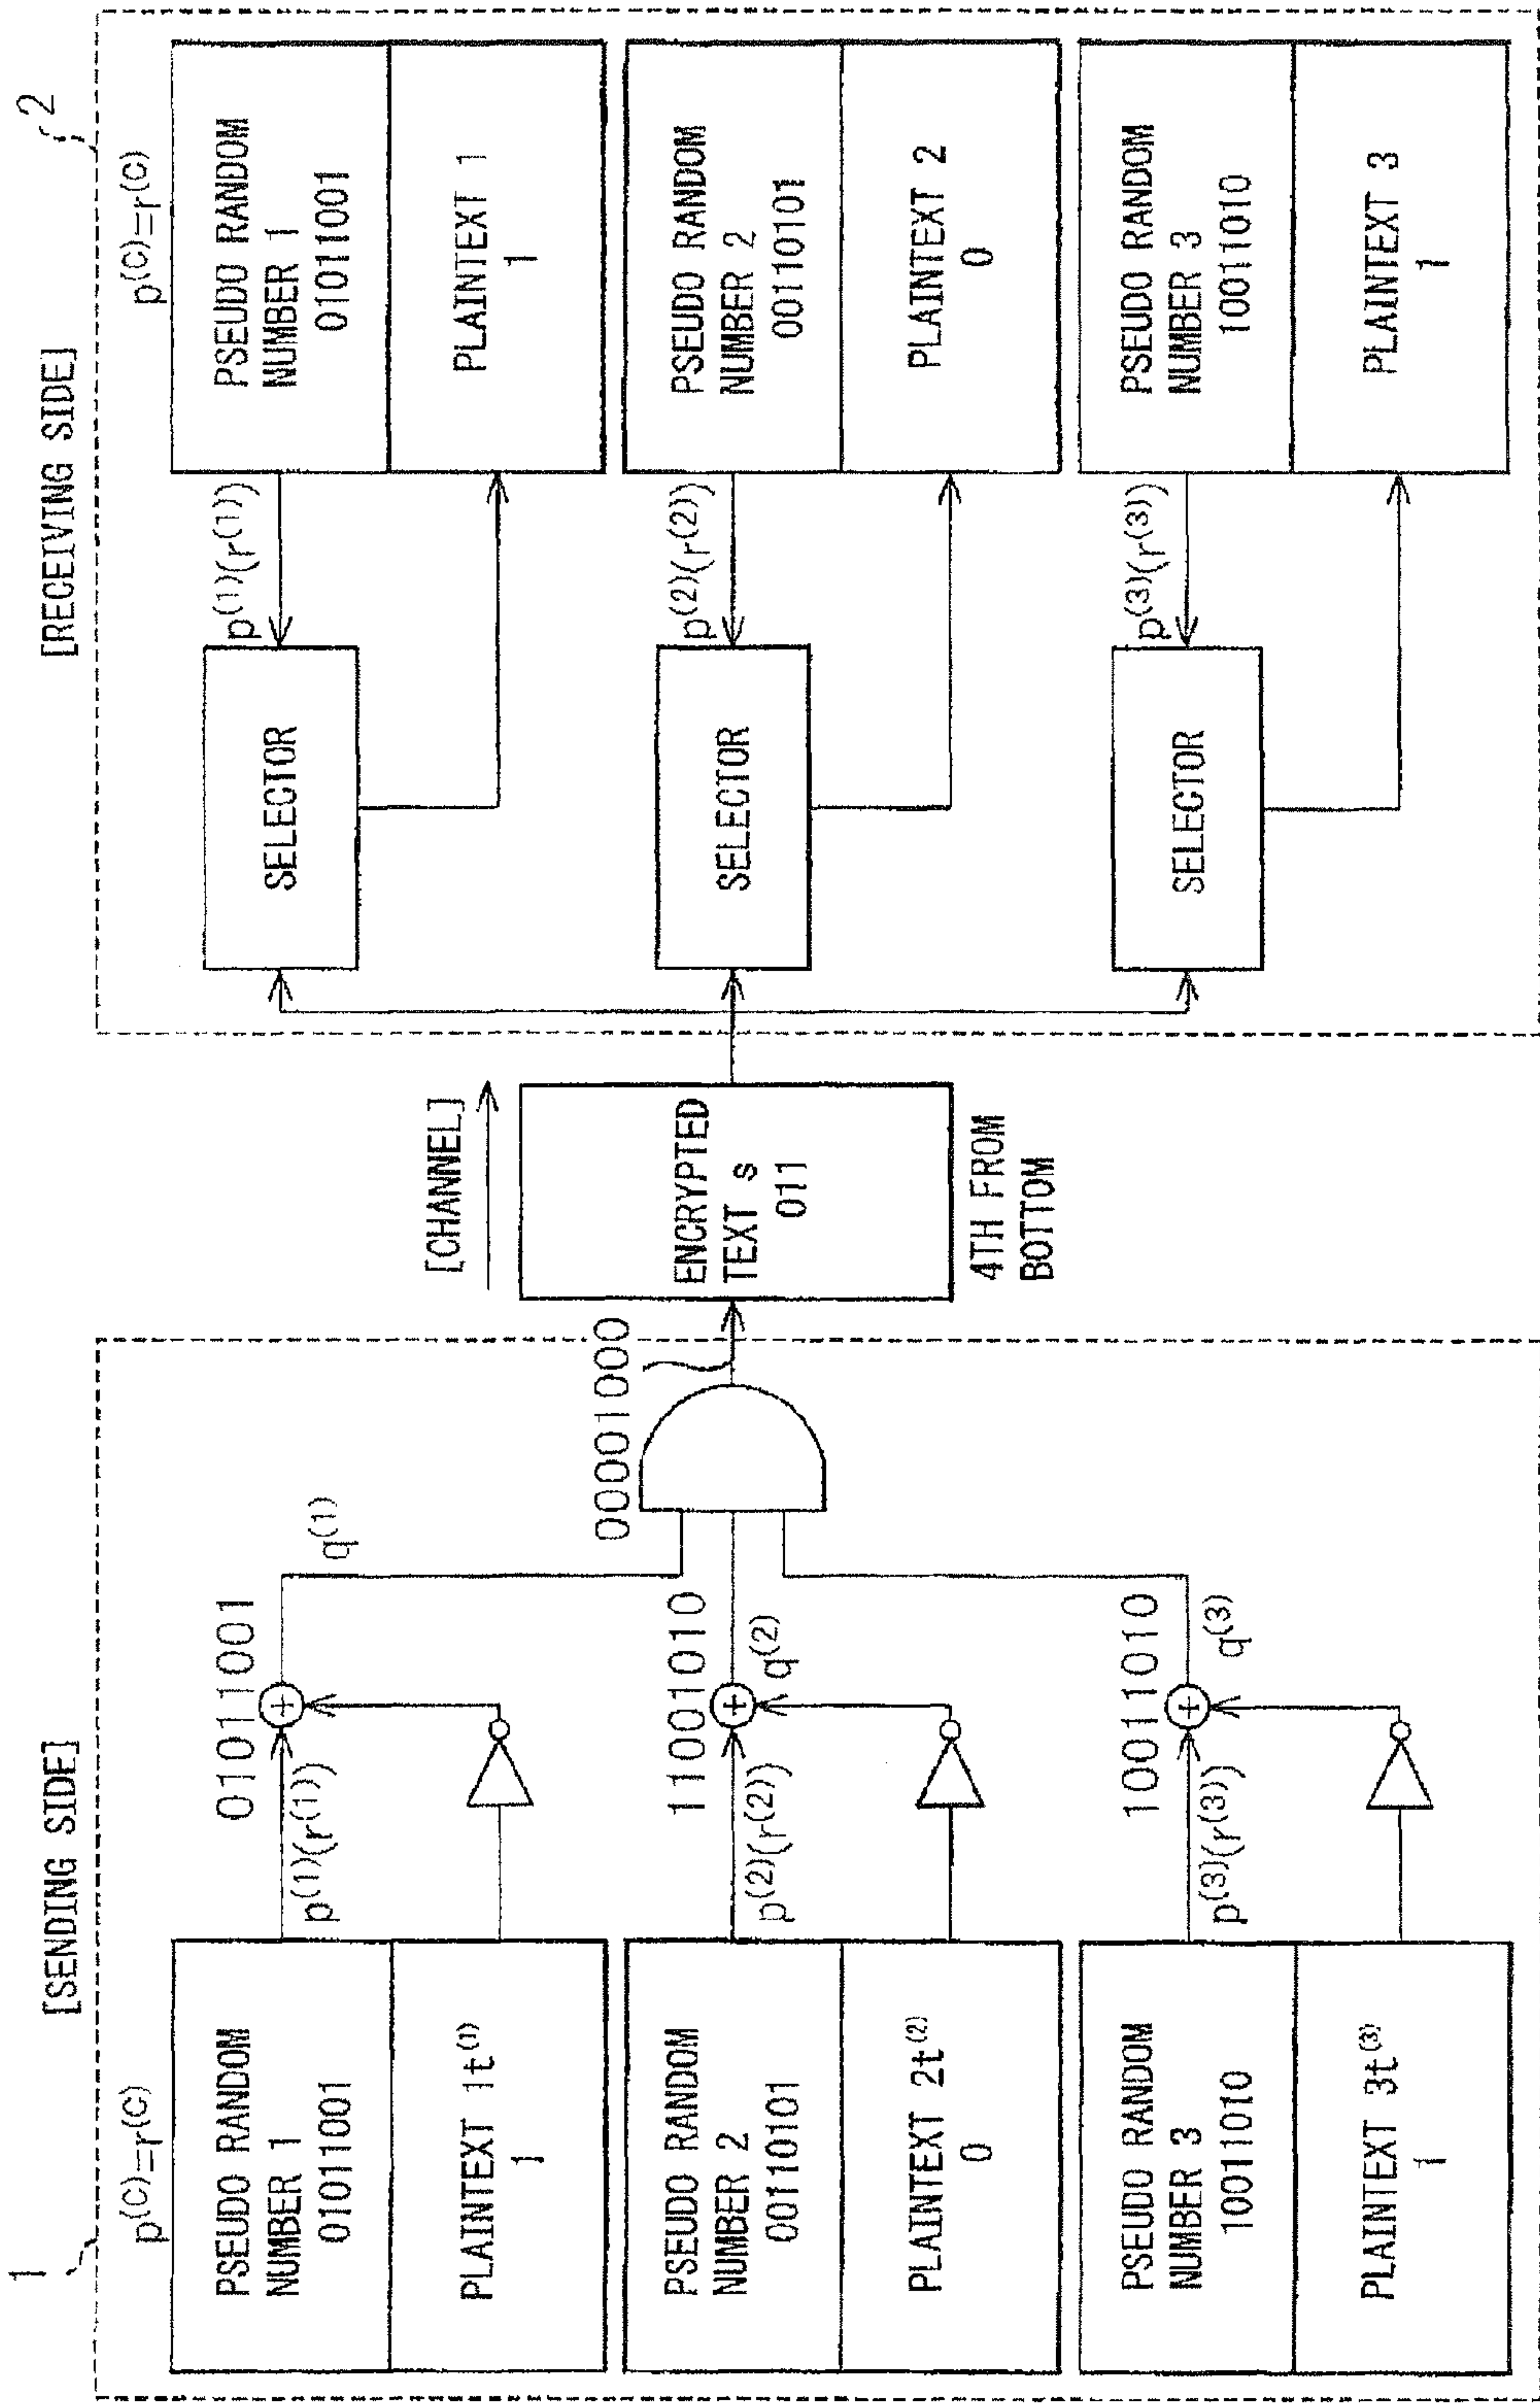 1
[SENDING SIDE]
p(C)=r(C)
PSEUDO RANDOM
NUMBER 1
01011001
PLAINTEXT 1t(1)
1
PSEUDO RANDOM
NUMBER 2
00110101
PLAINTEXT 2t(2)
0
PSEUDO RANDOM
NUMBER 3
10011010
PLAINTEXT 3t(3)
1
p(1)(r(1))
01011001
q(1)
p(2)(r(2))
11001010
q(2)
p(3)(r(3))
10011010
q(3)
00001000
[CHANNEL]
ENCRYPTED
TEXT s
011
4TH FROM
BOTTOM
[RECEIVING SIDE]
2
SELECTOR
SELECTOR
SELECTOR
p(1)(r(1))
p(2)(r(2))
p(3)(r(3))
p(C)=r(C)
PSEUDO RANDOM
NUMBER 1
01011001
PLAINTEXT 1
1
PSEUDO RANDOM
NUMBER 2
00110101
PLAINTEXT 2
0
PSEUDO RANDOM
NUMBER 3
10011010
PLAINTEXT 3
1